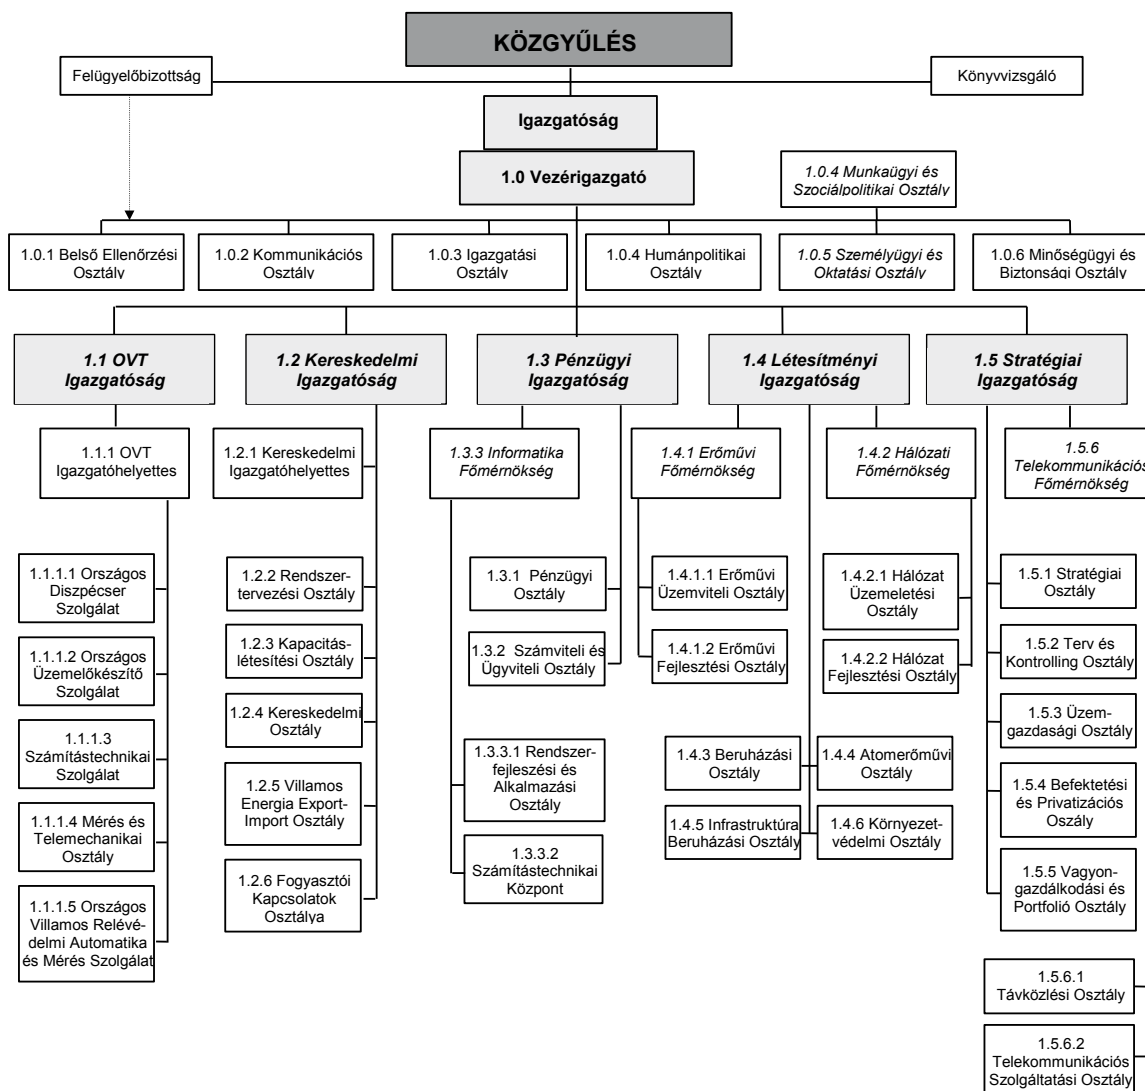 KÖZGYŰLÉS
Felügyelőbizottság
Könyvvizsgáló
Igazgatóság
1.0 Vezérigazgató
1.0.4 Munkaügyi és
Szociálpolitikai Osztály
1.0.1 Belső Ellenőrzési
Osztály
1.0.2 Kommunikációs
Osztály
1.0.3 Igazgatási
Osztály
1.0.4 Humánpolitikai
Osztály
1.0.5 Személyügyi és
Oktatási Osztály
1.0.6 Minőségügyi és
Biztonsági Osztály
1.1 OVT
Igazgatóság
1.2 Kereskedelmi
Igazgatóság
1.3 Pénzügyi
Igazgatóság
1.4 Létesítményi
Igazgatóság
1.5 Stratégiai
Igazgatóság
1.1.1 OVT
Igazgatóhelyettes
1.2.1 Kereskedelmi
Igazgatóhelyettes
1.3.3 Informatika
Főmérnökség
1.4.1 Erőművi
Főmérnökség
1.4.2 Hálózati
Főmérnökség
1.5.6
Telekommunikációs
Főmérnökség
1.1.1.1 Országos
Diszpécser
Szolgálat
1.1.1.2 Országos
Üzemelőkészítő
Szolgálat
1.1.1.3
Számítástechnikai
Szolgálat
1.1.1.4 Mérés és
Telemechanikai
Osztály
1.1.1.5 Országos
Villamos Relévé-
delmi Automatika
és Mérés Szolgálat
1.2.2 Rendszer-
tervezési Osztály
1.2.3 Kapacitás-
létesítési Osztály
1.2.4 Kereskedelmi
Osztály
1.2.5 Villamos
Energia Export-
Import Osztály
1.2.6 Fogyasztói
Kapcsolatok
Osztálya
1.3.1 Pénzügyi
Osztály
1.3.2 Számviteli és
Ügyviteli Osztály
1.3.3.1 Rendszer-
fejleszési és
Alkalmazási
Osztály
1.3.3.2
Számítástechnikai
Központ
1.4.1.1 Erőművi
Üzemviteli Osztály
1.4.1.2 Erőművi
Fejlesztési Osztály
1.4.2.1 Hálózat
Üzemeletési
Osztály
1.4.2.2 Hálózat
Fejlesztési Osztály
1.4.3 Beruházási
Osztály
1.4.4 Atomerőművi
Osztály
1.4.5 Infrastruktúra
Beruházási Osztály
1.4.6 Környezet-
védelmi Osztály
1.5.1 Stratégiai
Osztály
1.5.2 Terv és
Kontrolling Osztály
1.5.3 Üzem-
gazdasági Osztály
1.5.4 Befektetési
és Privatizációs
Oszály
1.5.5 Vagyon-
gazdálkodási és
Portfolió Osztály
1.5.6.1
Távközlési Osztály
1.5.6.2
Telekommunikációs
Szolgáltatási Osztály